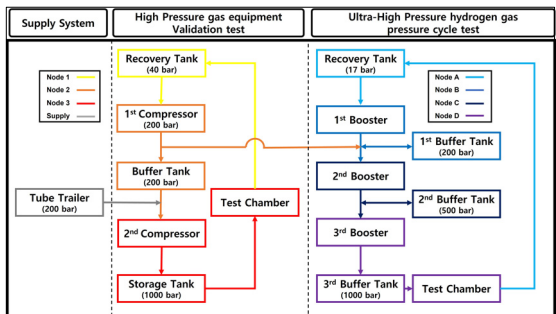 Supply System
High Pressure gas equipment
Validation test
Ultra-High Pressure hydrogen gas
pressure cycle test
Node 1
Node 2
Node 3
Supply
Tube Trailer
(200 bar)
Recovery Tank
(40 bar)
1st Compressor
(200 bar)
Buffer Tank
(200 bar)
2nd Compressor
Storage Tank
(1000 bar)
Test Chamber
Recovery Tank
(17 bar)
Node A
Node B
Node C
Node D
1st Booster
1st Buffer Tank
(200 bar)
2nd Booster
2nd Buffer Tank
(500 bar)
3rd Booster
3rd Buffer Tank
(1000 bar)
Test Chamber